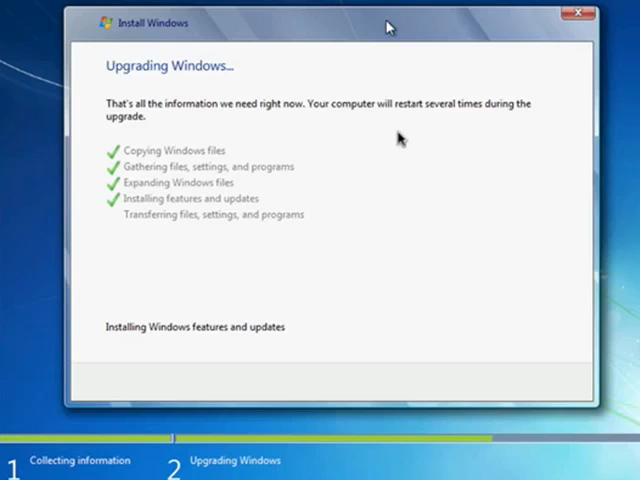 Install Windows
Upgrading Windows...
That's all the information we need right now. Your computer will restart several times during the
upgrade.
Copying Windows files
Gathering files, settings, and programs
Expanding Windows files
Installing features and updates
Transferring files, settings, and programs
Installing Windows features and updates
1 Collecting information
2 Upgrading Windows